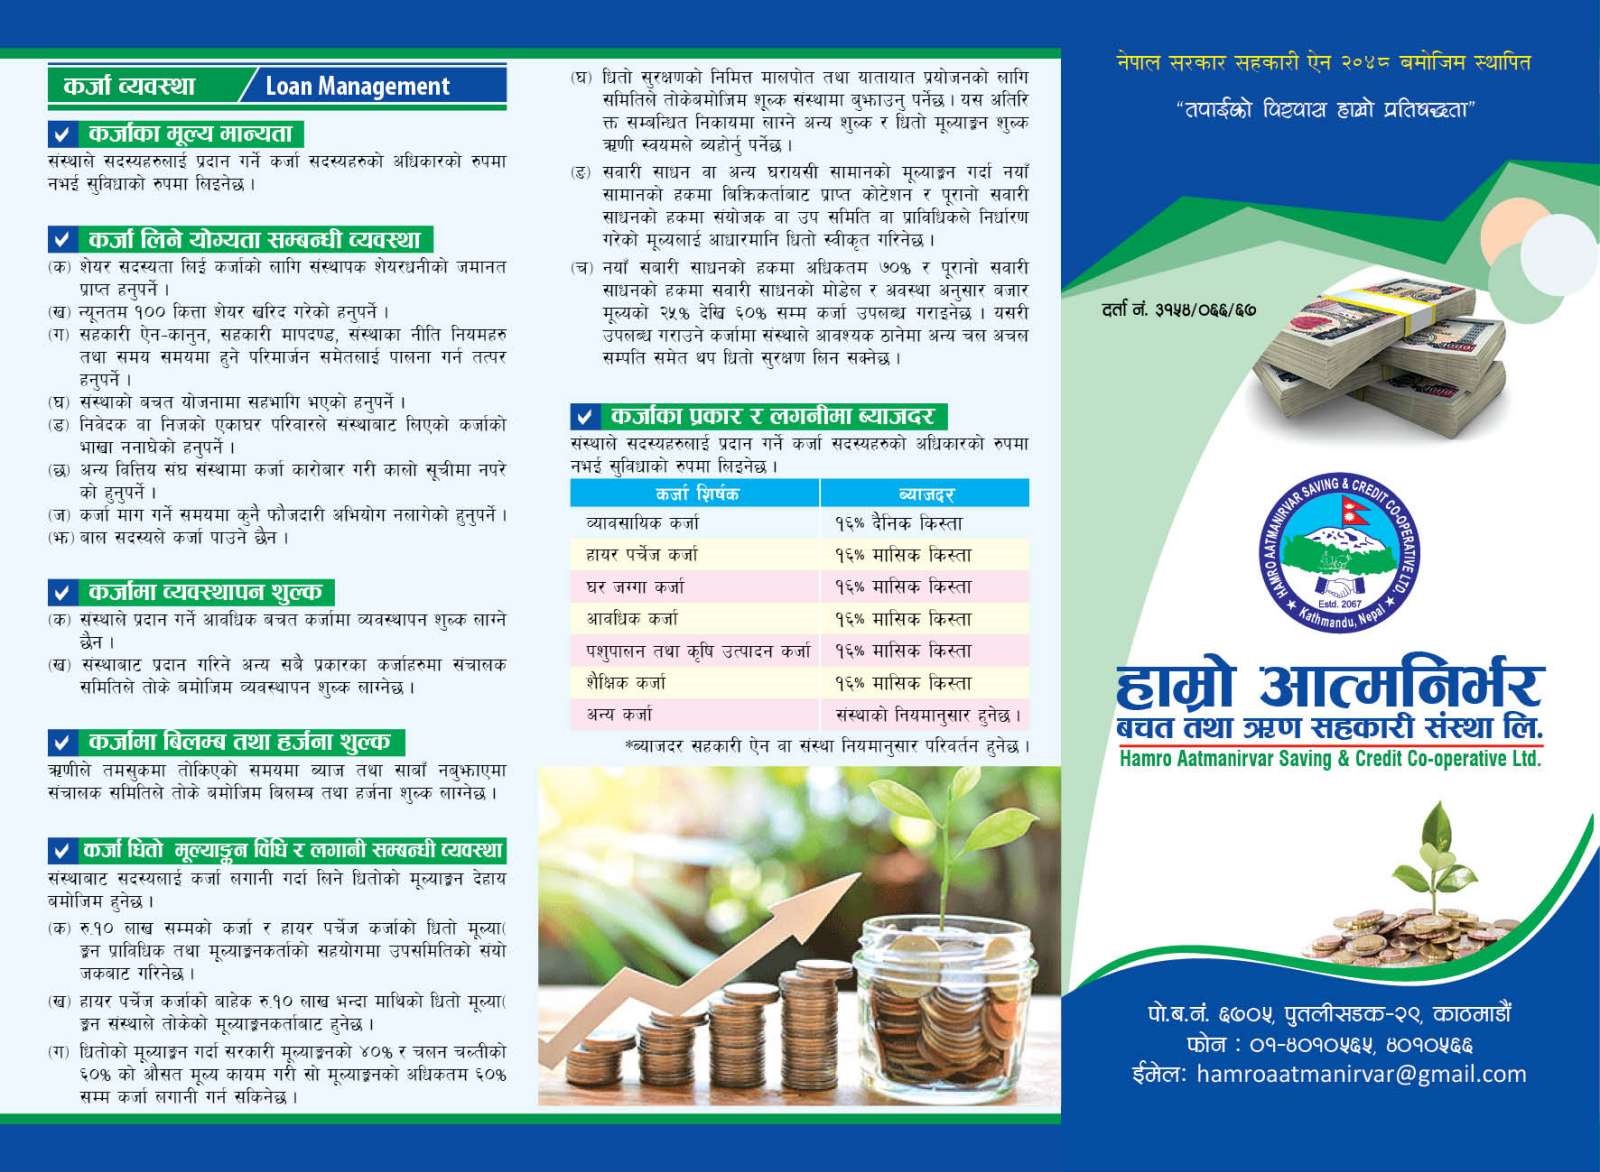 कर्जा व्यवस्था / Loan Management
कर्जाका मूल्य मान्यता
संस्थाले सदस्यहरुलाई प्रदान गर्ने कर्जा सदस्यहरुको अधिकारको रुपमा
नभई सुविधाको रुपमा लिइनेछ ।
कर्जा लिने योग्यता सम्बन्धी व्यवस्था
(क) शेयर सदस्यता लिई कर्जाको लागि संस्थापक शेयरधनीको जमानत
प्राप्त हनुपर्ने ।
(ख) न्यूनतम १०० कित्ता शेयर खरिद गरेको हनुपर्ने ।
(ग) सहकारी ऐन-कानुन, सहकारी मापदण्ड, संस्थाका नीति नियमहरु
तथा समय समयमा हुने परिमार्जन समेतलाई पालना गर्न तत्पर
हनुपर्ने ।
(घ) संस्थाको बचत योजनामा सहभागि भएको हनुपर्ने ।
(ड) निवेदक वा निजको एकाघर परिवारले संस्थाबाट लिएको कर्जाको
भाखा ननाघेको हनुपर्ने ।
(छ) अन्य वित्तिय संघ संस्थामा कर्जा कारोबार गरी कालो सूचीमा नपरे
को हुनुपर्ने ।
(ज) कर्जा माग गर्ने समयमा कुनै फौजदारी अभियोग नलागेको हुनुपर्ने ।
(झ) बाल सदस्यले कर्जा पाउने छैन ।
कर्जामा व्यवस्थापन शुल्क
(क) संस्थाले प्रदान गर्ने आवधिक बचत कर्जामा व्यवस्थापन शुल्क लाग्ने
छैन ।
(ख) संस्थाबाट प्रदान गरिने अन्य सबै प्रकारका कर्जाहरुमा संचालक
समितिले तोके बमोजिम व्यवस्थापन शुल्क लाग्नेछ ।
कर्जामा बिलम्ब तथा हर्जना शुल्क
ऋणीले तमसुकमा तोकिएको समयमा ब्याज तथा सावाँ नबुझाएमा
संचालक समितिले तोके बमोजिम बिलम्ब तथा हर्जना शुल्क लाग्नेछ ।
कर्जा धितो मूल्याङ्कन विधि र लगानी सम्बन्धी व्यवस्था
संस्थाबाट सदस्यलाई कर्जा लगानी गर्दा लिने धितोको मूल्याङ्कन देहाय
बमोजिम हुनेछ ।
(क) रु.१० लाख सम्मको कर्जा र हायर पर्चेज कर्जाको धितो मूल्या(
ङ्कन प्राविधिक तथा मूल्याङ्कनकर्ताको सहयोगमा उपसमितिको संयो
जकबाट गरिनेछ ।
(ख) हायर पर्चेज कर्जाको बाहेक रु.१० लाख भन्दा माथिको धितो मूल्या(
ङ्कन संस्थाले तोकेको मूल्याङ्कनकर्ताबाट हुनेछ ।
(ग) धितोको मूल्याङ्कन गर्दा सरकारी मूल्याङ्कनको ४०% र चलन चल्तीको
६०% को औसत मूल्य कायम गरी सो मूल्याङ्कनको अधिकतम ६०%
सम्म कर्जा लगानी गर्न सकिनेछ ।
(घ) धितो सुरक्षणको निमित्त मालपोत तथा यातायात प्रयोजनको लागि
समितिले तोकेबमोजिम शूल्क संस्थामा बुझाउनु पर्नेछ । यस अतिरि
क्त सम्बन्धित निकायमा लाग्ने अन्य शुल्क र धितो मूल्याङ्कन शुल्क
ऋणी स्वयमले व्यहोर्नु पर्नेछ ।
(ङ) सवारी साधन वा अन्य घरायसी सामानको मूल्याङ्कन गर्दा नयाँ
सामानको हकमा बिक्रिकर्ताबाट प्राप्त कोटेशन र पूरानो सवारी
साधनको हकमा संयोजक वा उप समिति वा प्राविधिकले निर्धारण
गरेको मूल्यलाई आधारमानि धितो स्वीकृत गरिनेछ ।
(च) नयाँ सबारी साधनको हकमा अधिकतम ७०% र पूरानो सवारी
साधनको हकमा सवारी साधनको मोडेल र अवस्था अनुसार बजार
मूल्यको २५% देखि ६०% सम्म कर्जा उपलब्ध गराइनेछ । यसरी
उपलब्ध गराउने कर्जामा संस्थाले आवश्यक ठानेमा अन्य चल अचल
सम्पति समेत थप धितो सुरक्षण लिन सक्नेछ ।
कर्जाका प्रकार र लगनीमा ब्याजदर
संस्थाले सदस्यहरुलाई प्रदान गर्ने कर्जा सदस्यहरुको अधिकारको रुपमा
नभई सुविधाको रुपमा लिइनेछ ।
कर्जा शिर्षक ब्याजदर
व्यावसायिक कर्जा १६% दैनिक किस्ता
हायर पर्चेज कर्जा १६% मासिक किस्ता
घर जग्गा कर्जा १६% मासिक किस्ता
आवधिक कर्जा १६% मासिक किस्ता
पशुपालन तथा कृषि उत्पादन कर्जा १६% मासिक किस्ता
शैक्षिक कर्जा १६% मासिक किस्ता
अन्य कर्जा संस्थाको नियमानुसार हुनेछ ।
*ब्याजदर सहकारी ऐन वा संस्था नियमानुसार परिवर्तन हुनेछ ।
नेपाल सरकार सहकारी ऐन २०४८ बमोजिम स्थापित
“तपाईको विश्वास हाम्रो प्रतिबद्धता”
दर्ता नं. ३१५४/०६६/६७
HAMRO AATMANIRVAR SAVING & CREDIT CO-OPERATIVE LTD.
Estd. 2067
Kathmandu, Nepal
हाम्रो आत्मनिर्भर
बचत तथा ऋण सहकारी संस्था लि.
Hamro Aatmanirvar Saving & Credit Co-operative Ltd.
पो.ब.नं. ६७०५, पुतलीसडक-२९, काठमाडौं
फोन : ०१-४०१०५६५, ४०१०५६६
ईमेल: hamroaatmanirvar@gmail.com